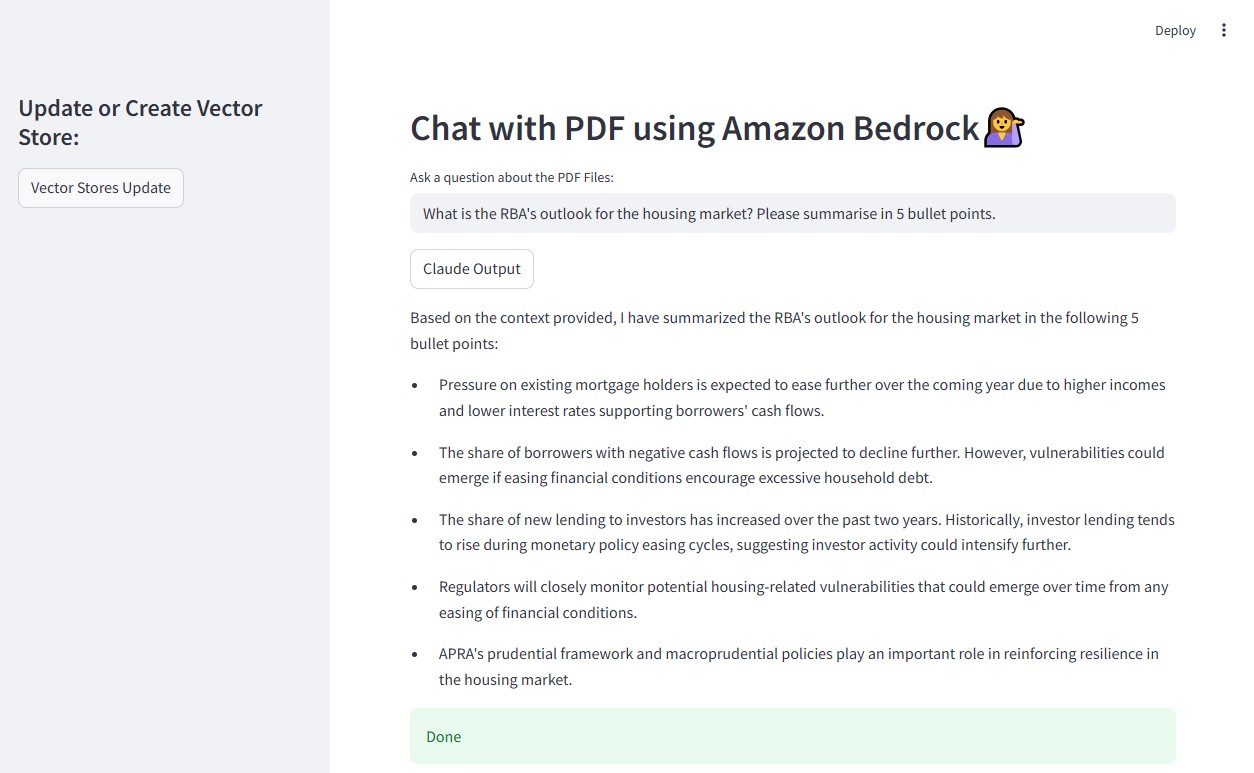 Deploy
Update or Create Vector
Store:
Vector Stores Update
Chat with PDF using Amazon Bedrock💁‍♀️
Ask a question about the PDF Files:
What is the RBA's outlook for the housing market? Please summarise in 5 bullet points.
Claude Output
Based on the context provided, I have summarized the RBA's outlook for the housing market in the following 5
bullet points:
• Pressure on existing mortgage holders is expected to ease further over the coming year due to higher incomes
and lower interest rates supporting borrowers' cash flows.
• The share of borrowers with negative cash flows is projected to decline further. However, vulnerabilities could
emerge if easing financial conditions encourage excessive household debt.
• The share of new lending to investors has increased over the past two years. Historically, investor lending tends
to rise during monetary policy easing cycles, suggesting investor activity could intensify further.
• Regulators will closely monitor potential housing-related vulnerabilities that could emerge over time from any
easing of financial conditions.
• APRA's prudential framework and macroprudential policies play an important role in reinforcing resilience in
the housing market.
Done